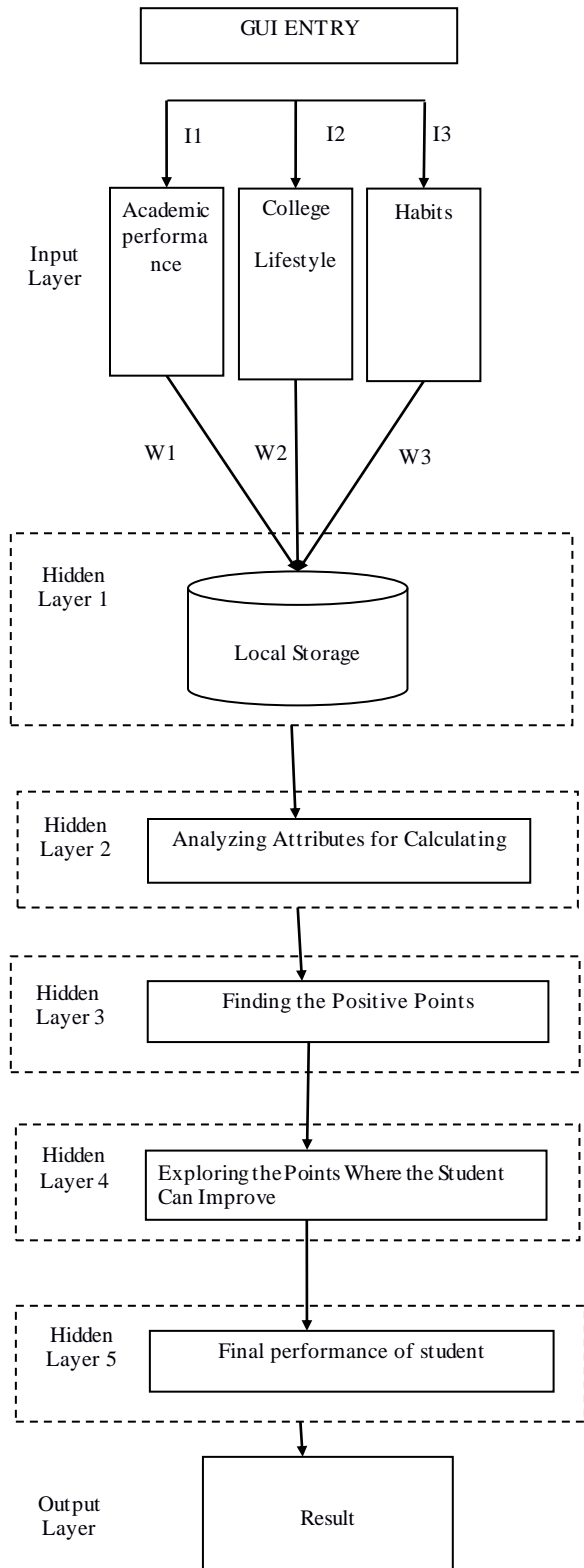 GUI ENTRY
I1
I2
I3
Input
Layer
Academic
performa
nce
College
Lifestyle
Habits
W1
W2
W3
Hidden
Layer 1
Local Storage
Hidden
Layer 2
Analyzing Attributes for Calculating
Hidden
Layer 3
Finding the Positive Points
Hidden
Layer 4
Exploring the Points Where the Student
Can Improve
Hidden
Layer 5
Final performance of student
Output
Layer
Result